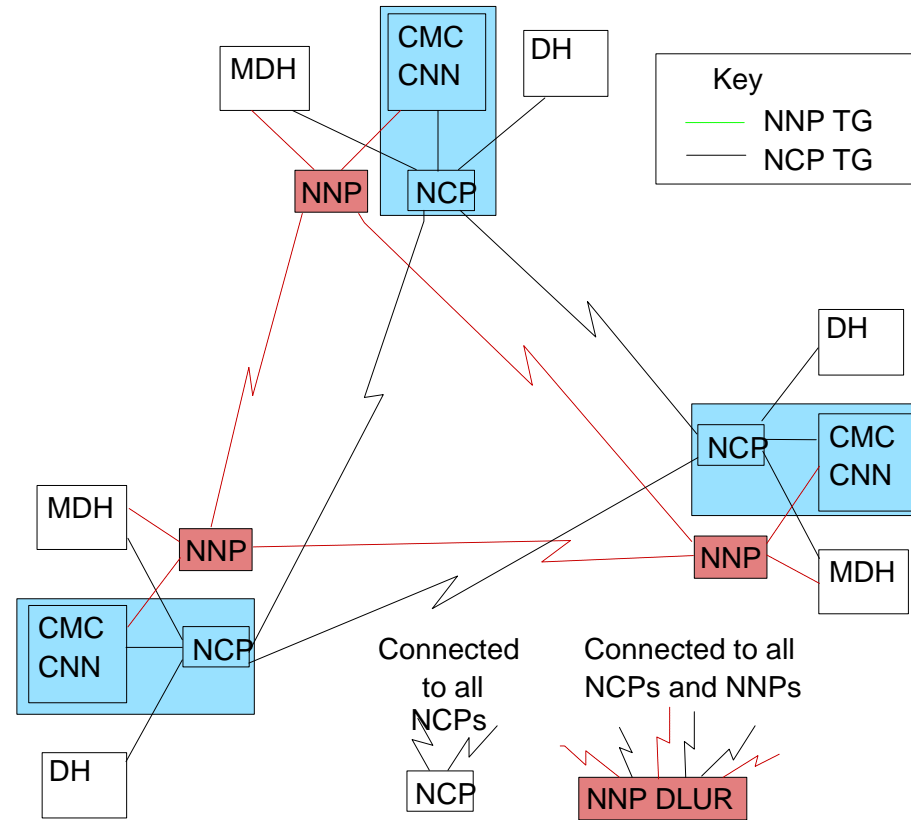 CMC
CNN
MDH
DH
Key
NNP TG
NCP TG
NNP
NCP
DH
NCP
CMC
CNN
MDH
NNP
NNP
MDH
CMC
CNN
NCP
Connected
to all
NCPs
Connected to all
NCPs and NNPs
DH
NCP
NNP DLUR